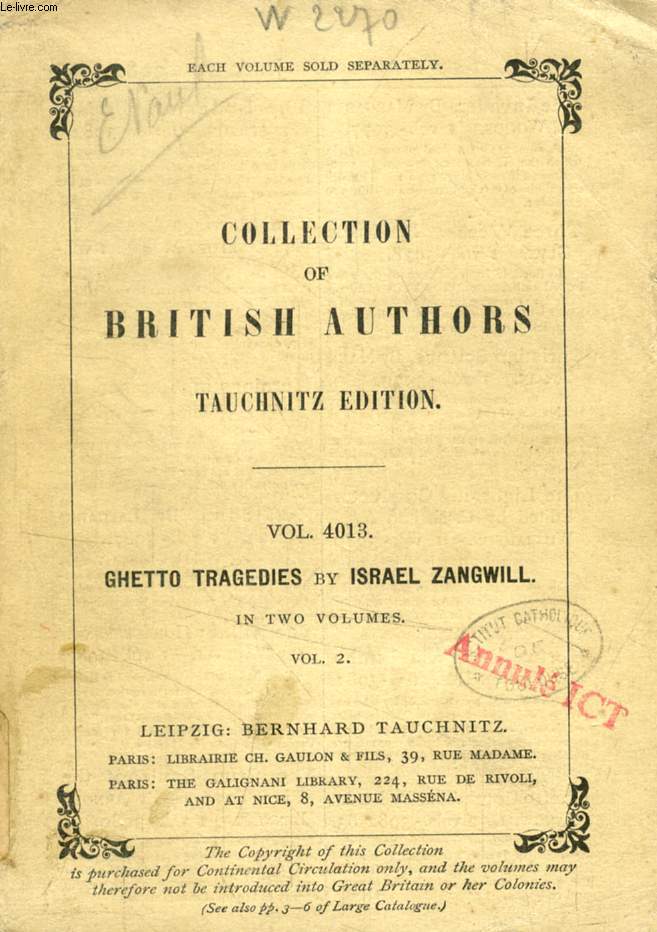 Le-livre.com
W 2270
EACH VOLUME SOLD SEPARATELY.
COLLECTION
OF
BRITISH AUTHORS
TAUCHNITZ EDITION.
VOL. 4013.
GHETTO TRAGEDIES BY ISRAEL ZANGWILL.
IN TWO VOLUMES.
VOL. 2.
CATHOLIQUE
DE
Annulé ICT
LEIPZIG: BERNHARD TAUCHNITZ.
PARIS: LIBRAIRIE CH. GAULON & FILS, 39, RUE MADAME.
PARIS: THE GALIGNANI LIBRARY, 224, RUE DE RIVOLI,
AND AT NICE, 8, AVENUE MASSÉNA.
The Copyright of this Collection
is purchased for Continental Circulation only, and the volumes may
therefore not be introduced into Great Britain or her Colonies.
(See also pp. 3—6 of Large Catalogue.)